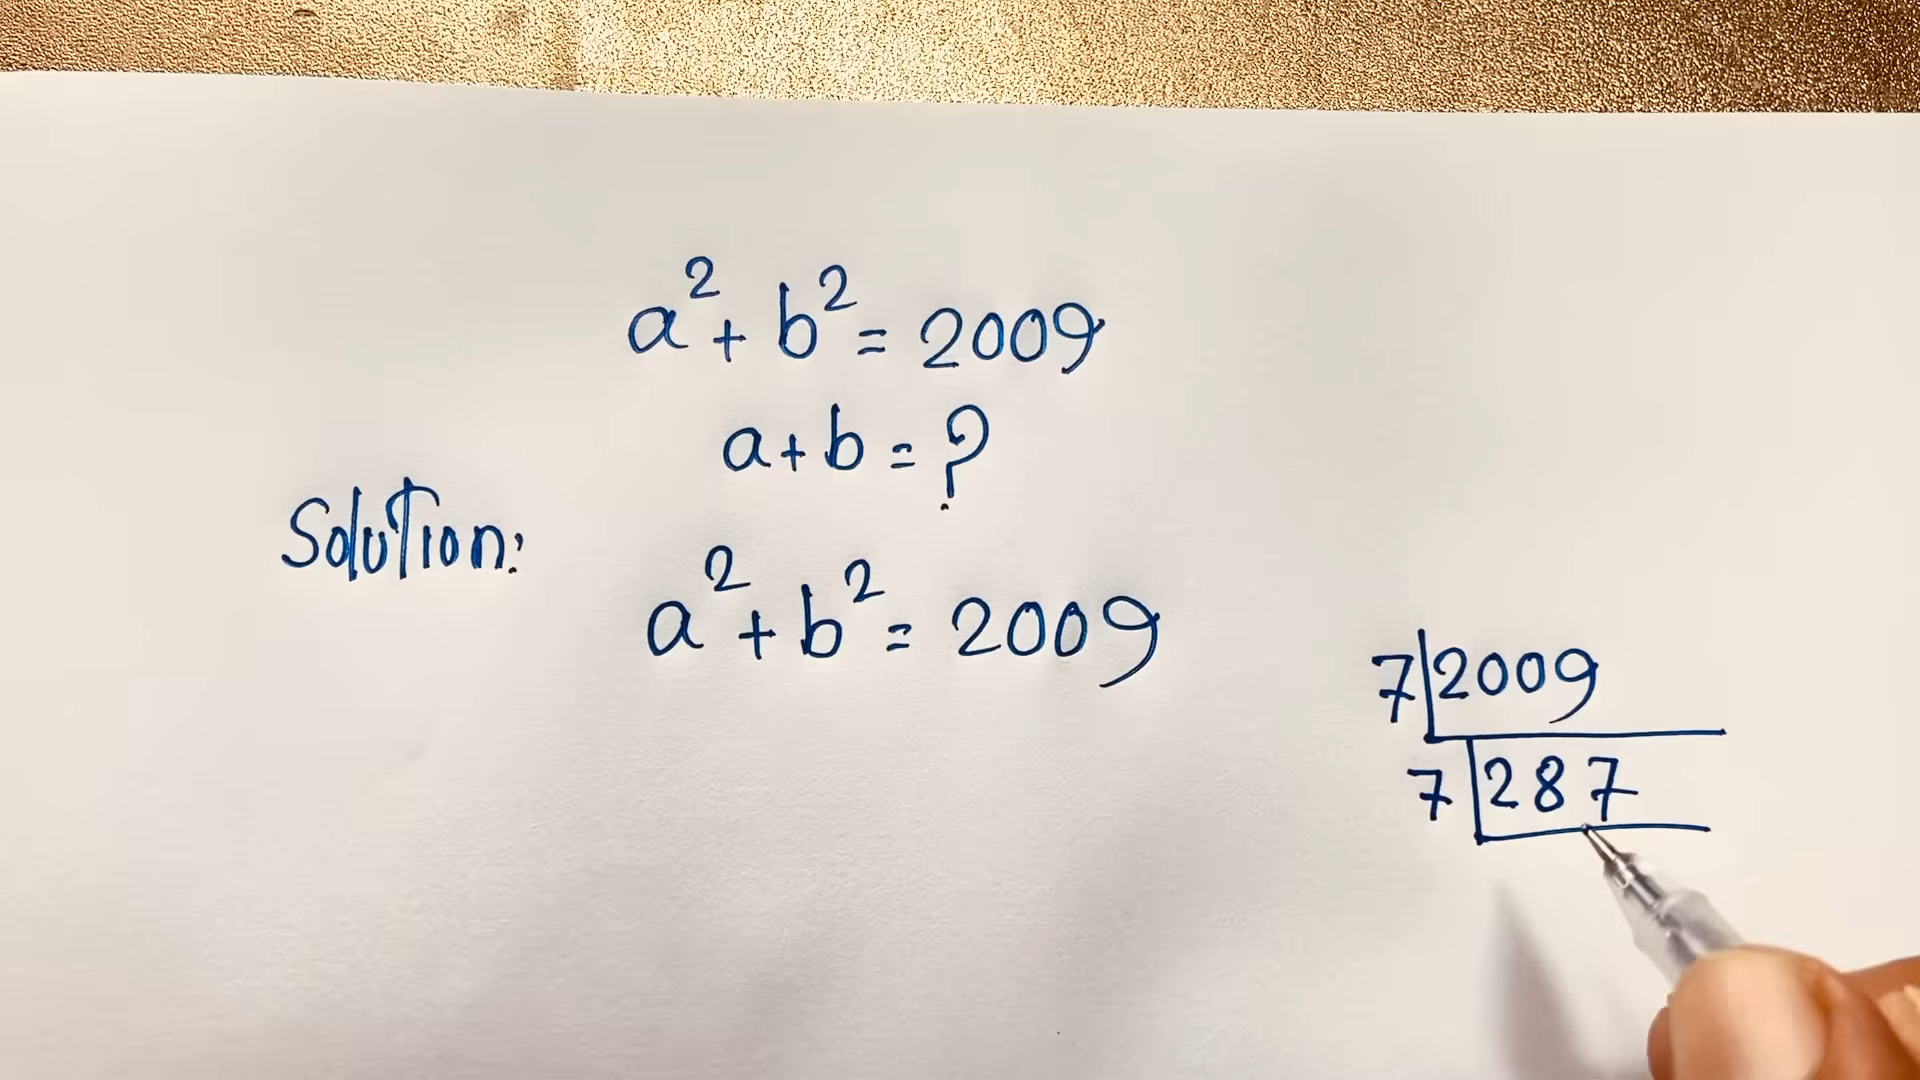 a² + b² = 2009
a + b = ?
Solution:
a² + b² = 2009
7 | 2009
7 | 287